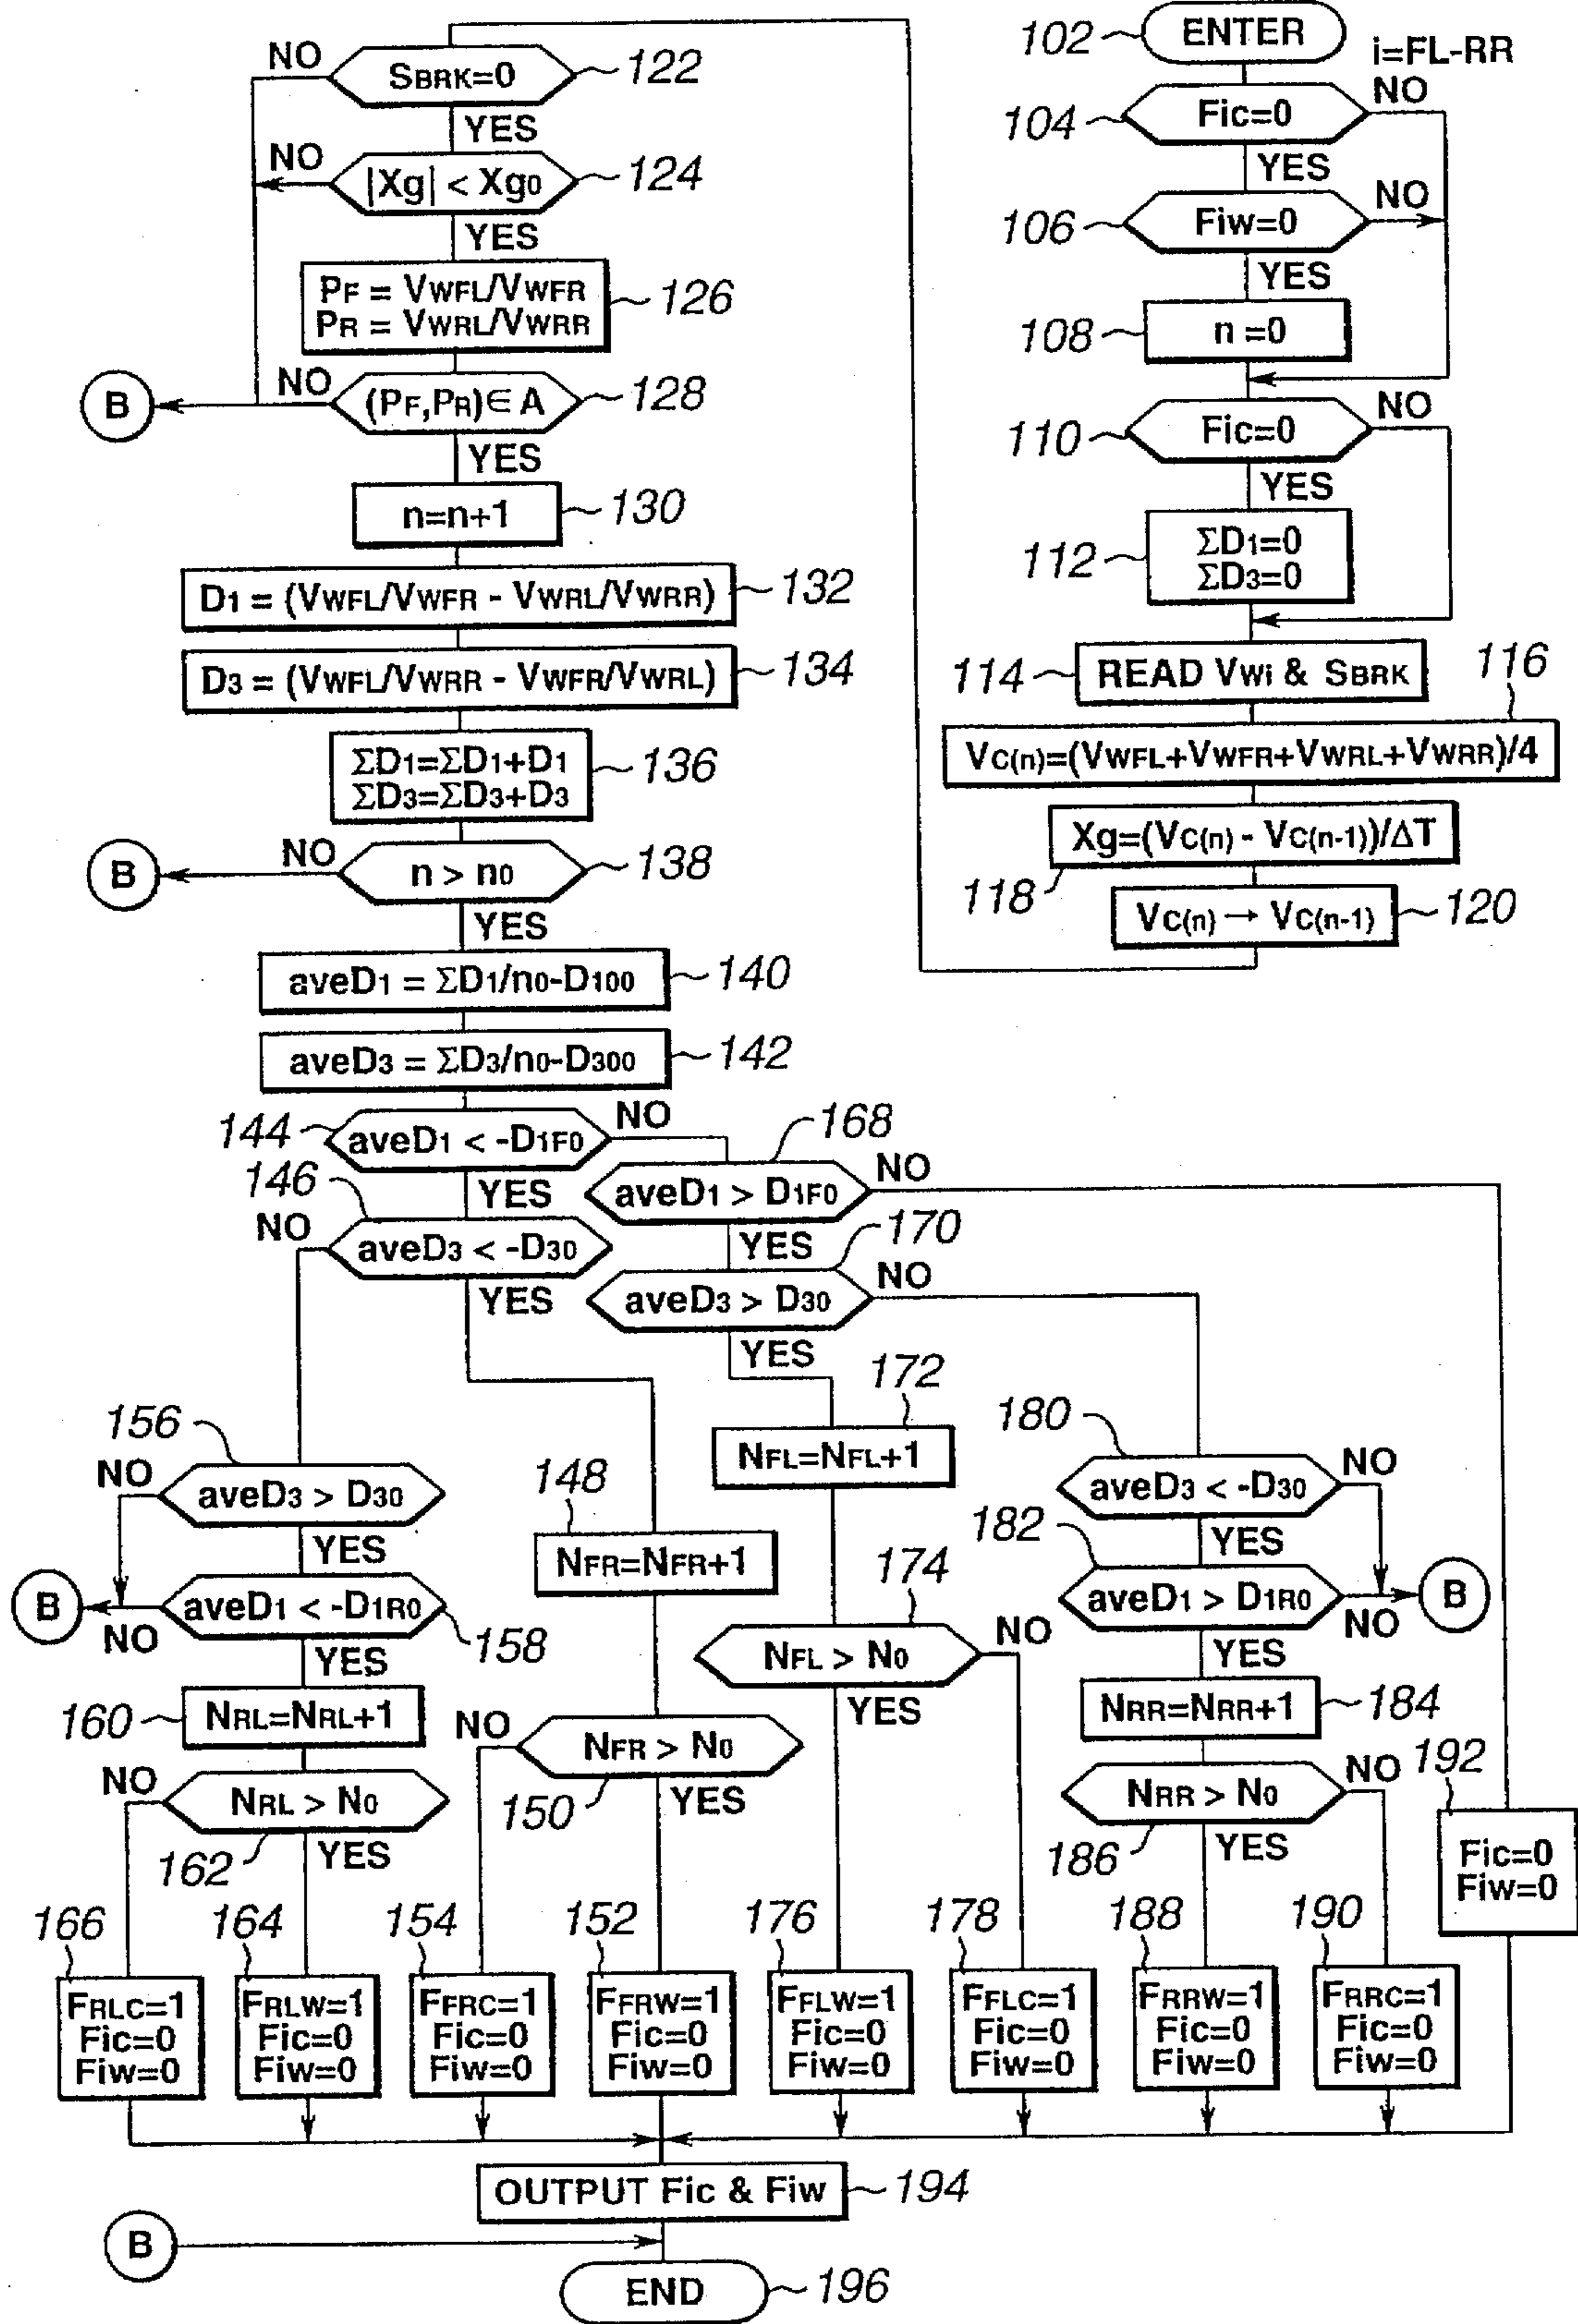 102
ENTER
i=FL-RR
104
Fic=0
NO
YES
106
Fiw=0
NO
YES
108
n =0
110
Fic=0
NO
YES
112
ΣD1=0
ΣD3=0
114
READ VWi & SBRK
116
VC(n)=(VWFL+VWFR+VWRL+VWRR)/4
Xg=(VC(n) - VC(n-1))/ΔT
118
VC(n) → VC(n-1)
120
NO
SBRK=0
122
YES
NO
|Xg| < Xg0
124
YES
PF = VWFL/VWFR
PR = VWRL/VWRR
126
B
NO
(PF,PR)∈ A
128
YES
n=n+1
130
D1 = (VWFL/VWFR - VWRL/VWRR)
132
D3 = (VWFL/VWRR - VWFR/VWRL)
134
ΣD1=ΣD1+D1
ΣD3=ΣD3+D3
136
B
NO
n > n0
138
YES
aveD1 = ΣD1/n0-D100
140
aveD3 = ΣD3/n0-D300
142
144
aveD1 < -D1F0
NO
YES
168
aveD1 > D1F0
NO
YES
146
NO
aveD3 < -D30
YES
170
aveD3 > D30
NO
YES
156
NO
aveD3 > D30
YES
B
aveD1 < -D1R0
NO
158
YES
160
NRL=NRL+1
NO
NRL > N0
162
YES
148
NFR=NFR+1
NO
NFR > N0
150
YES
172
NFL=NFL+1
174
NFL > N0
NO
YES
180
aveD3 < -D30
NO
YES
182
aveD1 > D1R0
NO
B
YES
NRR=NRR+1
184
NRR > N0
NO
186
YES
192
Fic=0
Fiw=0
166
FRLC=1
Fic=0
Fiw=0
164
FRLW=1
Fic=0
Fiw=0
154
FFRC=1
Fic=0
Fiw=0
152
FFRW=1
Fic=0
Fiw=0
176
FFLW=1
Fic=0
Fiw=0
178
FFLC=1
Fic=0
Fiw=0
188
FRRW=1
Fic=0
Fiw=0
190
FRRC=1
Fic=0
Fiw=0
OUTPUT Fic & Fiw
194
B
END
196